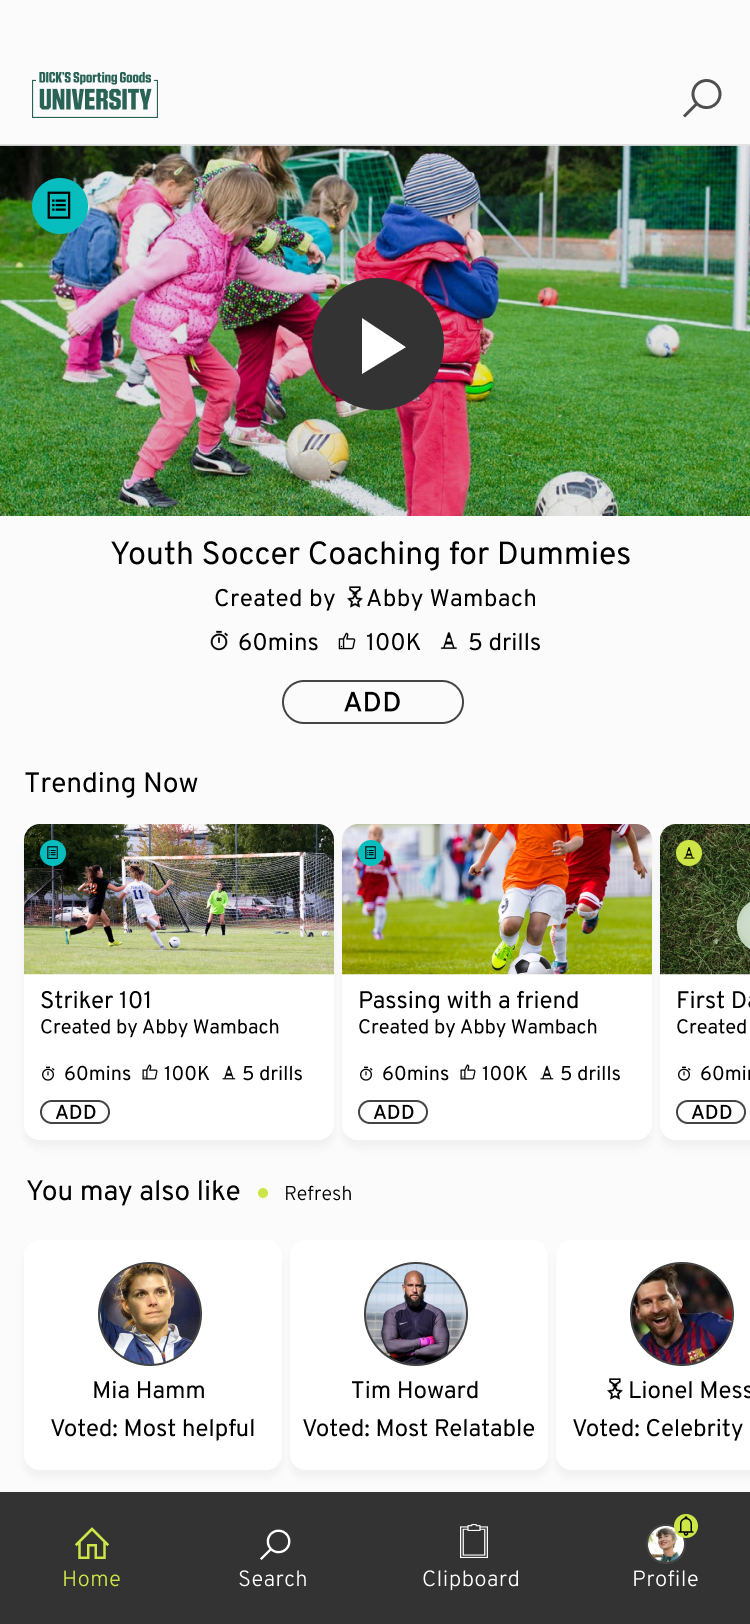 DICK'S Sporting Goods
UNIVERSITY
Youth Soccer Coaching for Dummies
Created by Abby Wambach
60mins 100K 5 drills
ADD
Trending Now
Striker 101
Created by Abby Wambach
60mins 100K 5 drills
ADD
Passing with a friend
Created by Abby Wambach
60mins 100K 5 drills
ADD
First Da
Created
60mi
ADD
You may also like
Refresh
Mia Hamm
Voted: Most helpful
Tim Howard
Voted: Most Relatable
Lionel Mess
Voted: Celebrity
Home
Search
Clipboard
Profile